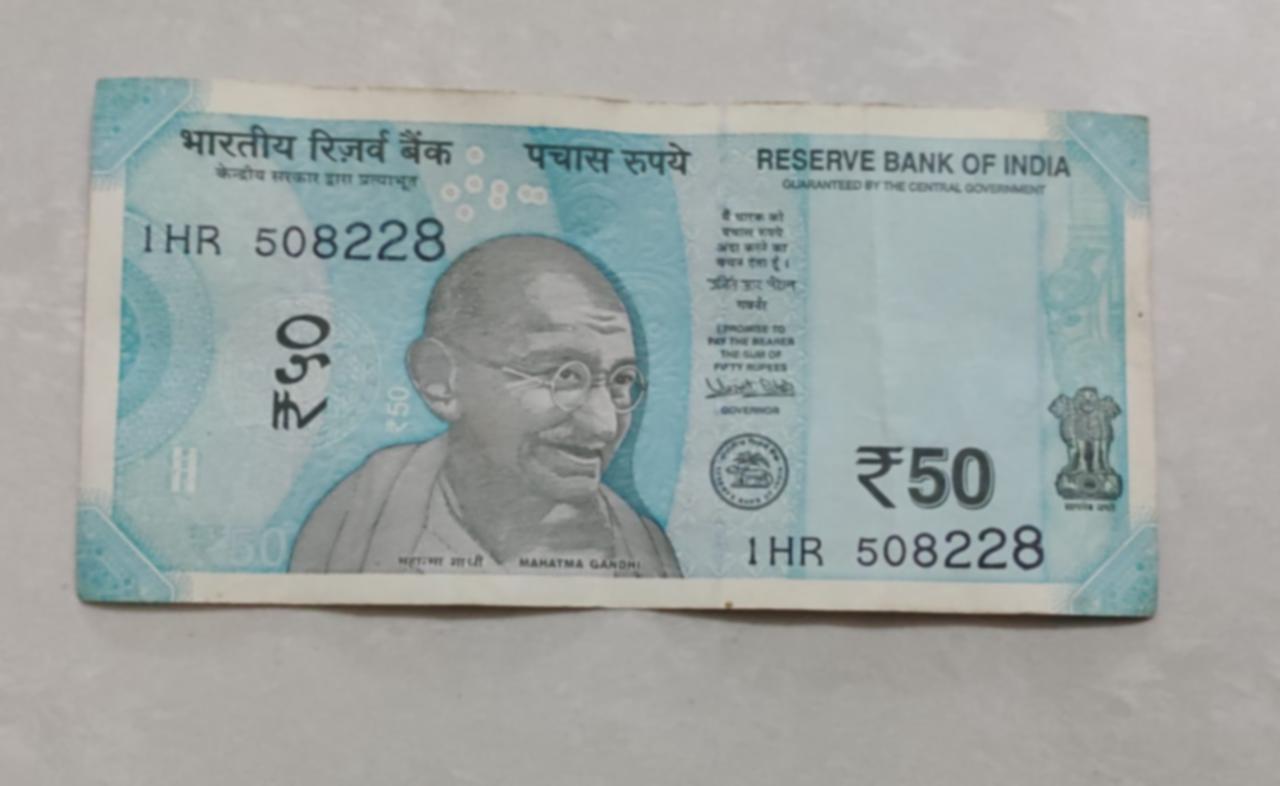 भारतीय रिज़र्व बैंक
केन्द्रीय सरकार द्वारा प्रत्याभूत
पचास रुपये
RESERVE BANK OF INDIA
GUARANTEED BY THE CENTRAL GOVERNMENT
1HR 508228
₹५०
₹50
मैं धारक को
पचास रुपये
अदा करने का
वचन देता हूँ।
गवर्नर
I PROMISE TO
PAY THE BEARER
THE SUM OF
FIFTY RUPEES
GOVERNOR
₹50
1HR 508228
सत्यमेव जयते
₹50
महात्मा गांधी
MAHATMA GANDHI